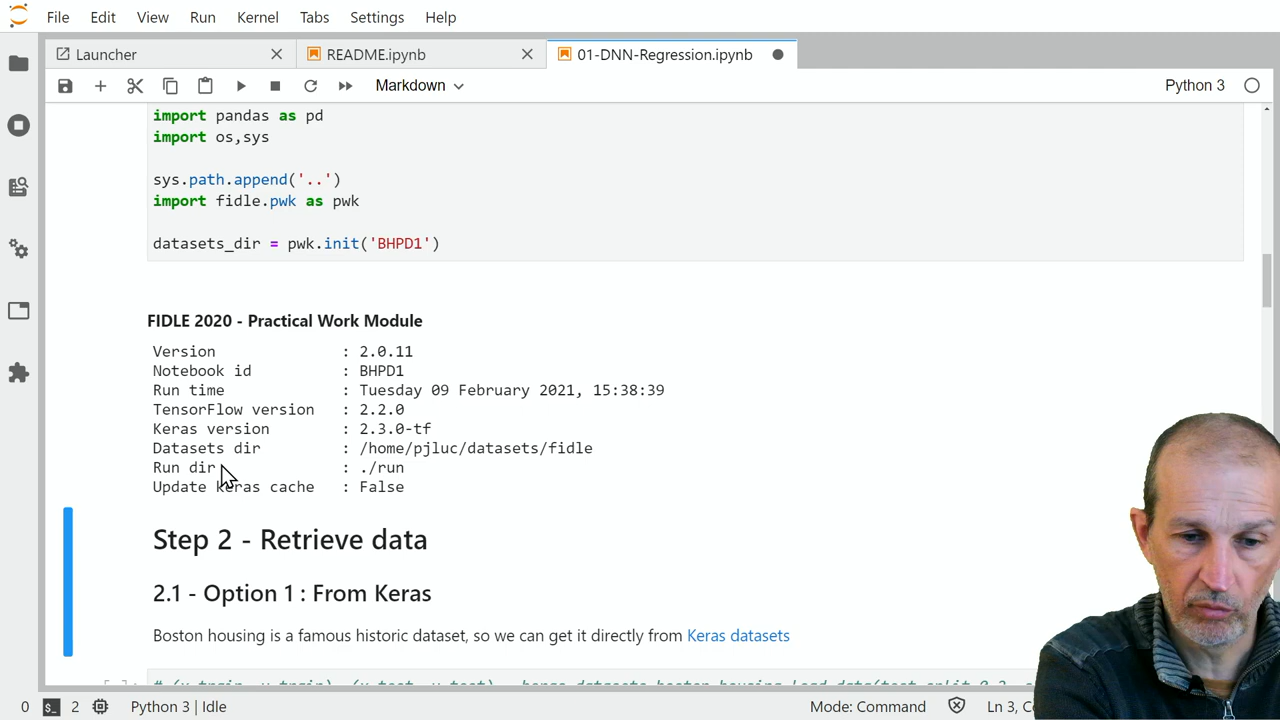 File Edit View Run Kernel Tabs Settings Help
Launcher README.ipynb 01-DNN-Regression.ipynb
Markdown Python 3
import pandas as pd
import os,sys
sys.path.append('..')
import fidle.pwk as pwk
datasets_dir = pwk.init('BHPD1')
FIDLE 2020 - Practical Work Module
Version : 2.0.11
Notebook id : BHPD1
Run time : Tuesday 09 February 2021, 15:38:39
TensorFlow version : 2.2.0
Keras version : 2.3.0-tf
Datasets dir : /home/pjluc/datasets/fidle
Run dir : ./run
Update keras cache : False
Step 2 - Retrieve data
2.1 - Option 1 : From Keras
Boston housing is a famous historic dataset, so we can get it directly from Keras datasets
0 2 Python 3 | Idle Mode: Command Ln 3,